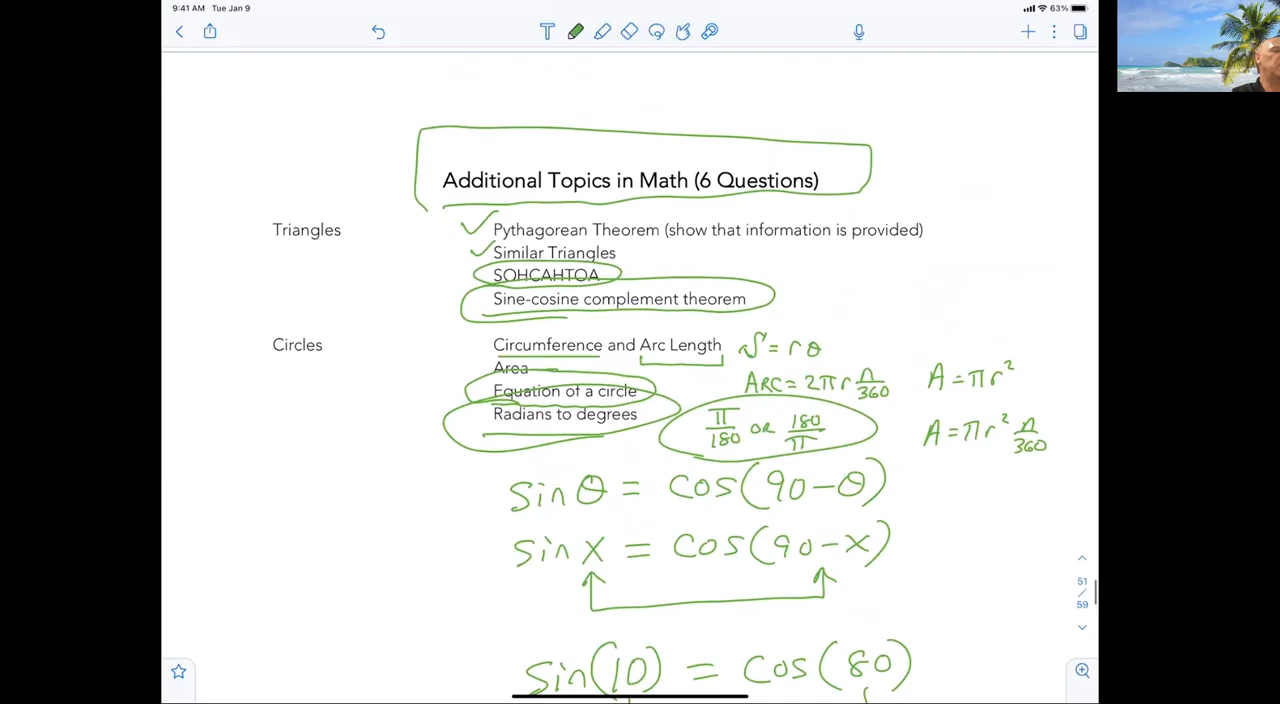 9:41 AM Tue Jan 9
63%
Additional Topics in Math (6 Questions)
Triangles
Pythagorean Theorem (show that information is provided)
Similar Triangles
SOHCAHTOA
Sine-cosine complement theorem
Circles
Circumference and Arc Length
Area
Equation of a circle
Radians to degrees
S = rθ
ARC = 2πr n/360
A = πr²
π/180 OR 180/π
A = πr² n/360
sin θ = cos(90-θ)
sin x = cos(90-x)
sin(10) = cos(80)
51
/
59